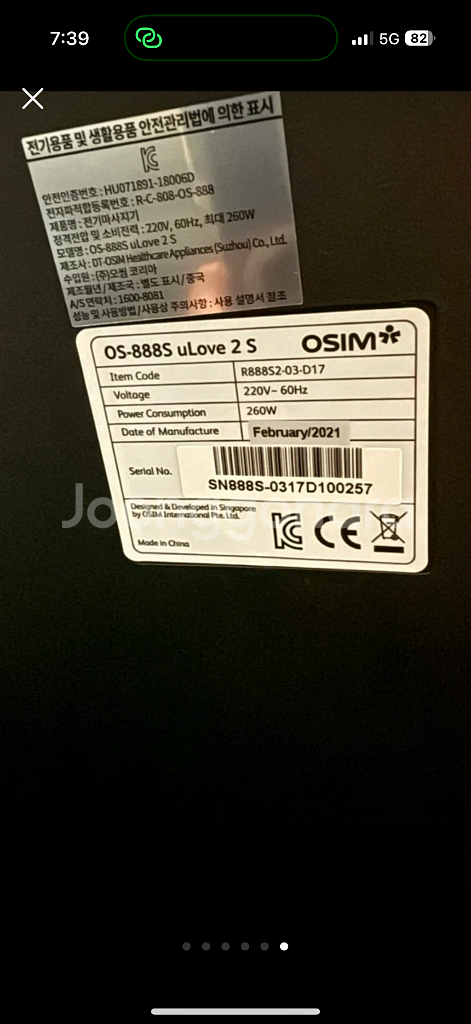 7:39
5G 82
전기용품 및 생활용품 안전관리법에 의한 표시
안전인증번호 : HU071891-18006D
전자파적합등록번호 : R-C-808-OS-888
제품명 : 전기마사지기
정격전압 및 소비전력 : 220V, 60Hz, 최대 260W
모델명 : OS-888S uLove 2 S
제조사 : DT-OSIM Healthcare Appliances (Suzhou) Co., Ltd.
수입원 : (주)오씸 코리아
제조월년 / 제조국 : 별도 표시 / 중국
A/S연락처 : 1600-8081
성능 및 사용방법 / 사용상 주의사항 : 사용 설명서 참조
OS-888S uLove 2 S OSIM
Item Code R888S2-03-D17
Voltage 220V~ 60Hz
Power Consumption 260W
Date of Manufacture February/2021
Serial No.
SN888S-0317D100257
Designed & Developed in Singapore
by OSIM International Pte. Ltd.
CE
Made in China